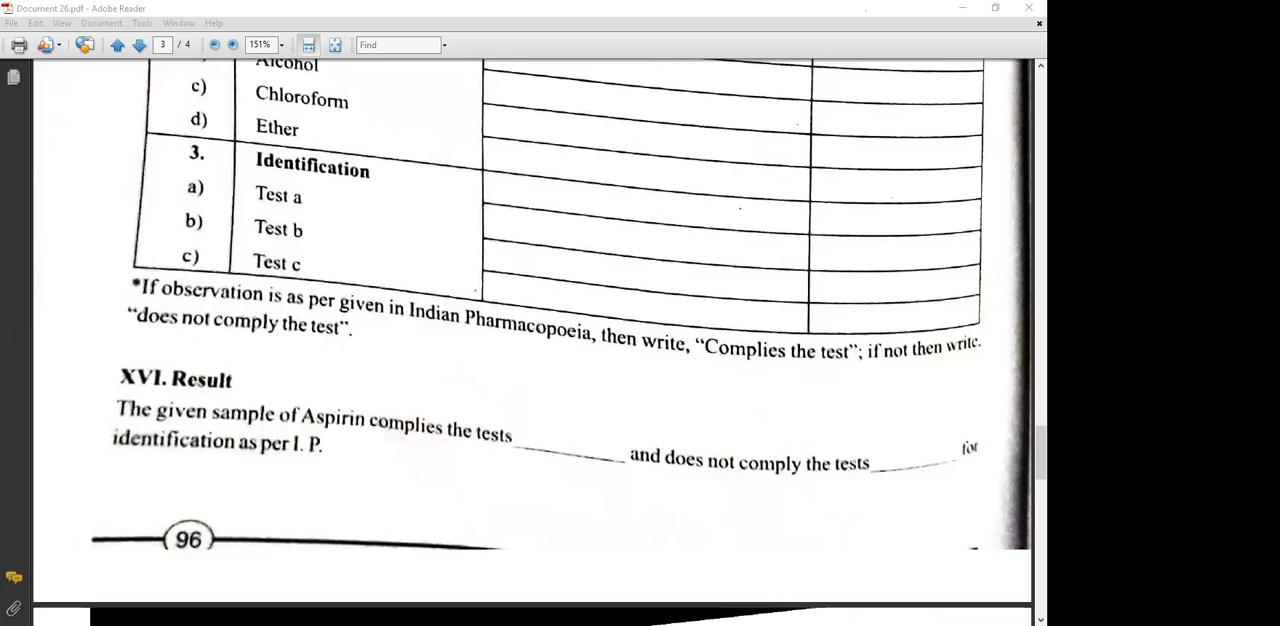 Document 26.pdf - Adobe Reader
File Edit View Document Tools Window Help
3 / 4 151% Find
Alcohol
c) Chloroform
d) Ether
3. Identification
a) Test a
b) Test b
c) Test c
*If observation is as per given in Indian Pharmacopoeia, then write, “Complies the test”; if not then write.
“does not comply the test”.
XVI. Result
The given sample of Aspirin complies the tests ________ and does not comply the tests ________ for
identification as per I. P.
96